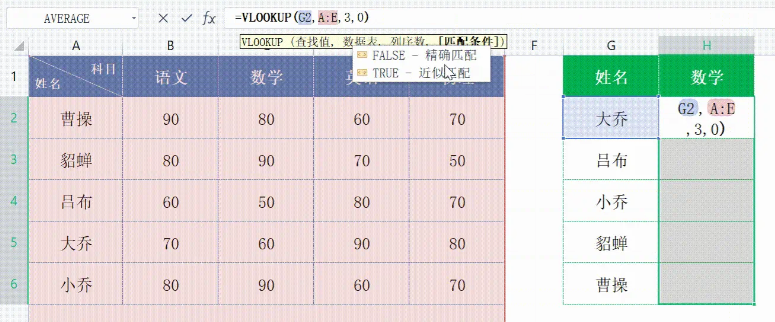 AVERAGE =VLOOKUP(G2,A:E,3,0)
VLOOKUP (查找值, 数据表, 列序数, [匹配条件])
FALSE - 精确匹配
TRUE - 近似匹配
A B F G H
1 科目 姓名 语文 数学 姓名 数学
2 曹操 90 80 60 70 大乔 G2, A:E
,3,0)
3 貂蝉 80 90 70 50 吕布
4 吕布 60 50 80 70 小乔
5 大乔 70 60 90 80 貂蝉
6 小乔 80 90 60 70 曹操